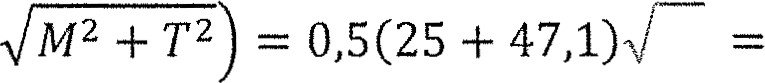 √(M² + T²)) = 0,5(25 + 47,1)√ =